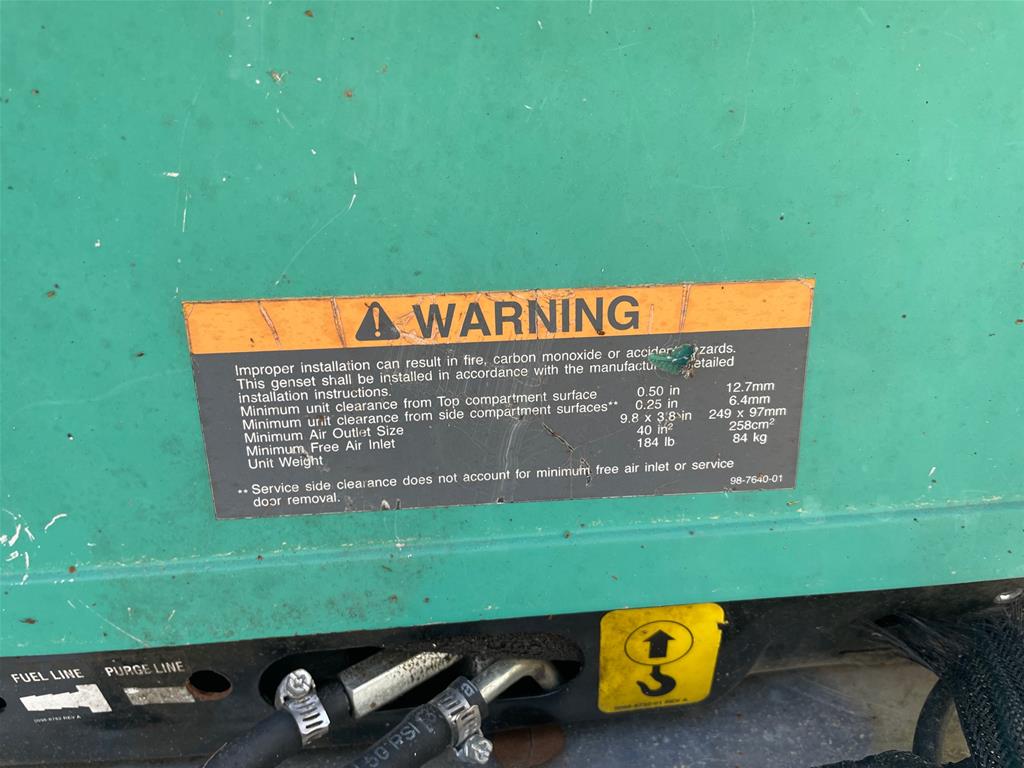 WARNING
Improper installation can result in fire, carbon monoxide or
This genset shall be installed in accordance with the detailed
installation instructions.
Minimum unit clearance from Top compartment surface 0.50 in 12.7mm
Minimum unit clearance from side compartment surfaces** 0.25 in 6.4mm
Minimum Air Outlet Size 9.8 x 3.8 in 249 x 97mm
Minimum Free Air Inlet 40 in² 258cm²
Unit Weight 184 lb 84 kg
** Service side clearance does not account for minimum free air inlet or service
door removal.
98-7640-01
FUEL LINE
PURGE LINE